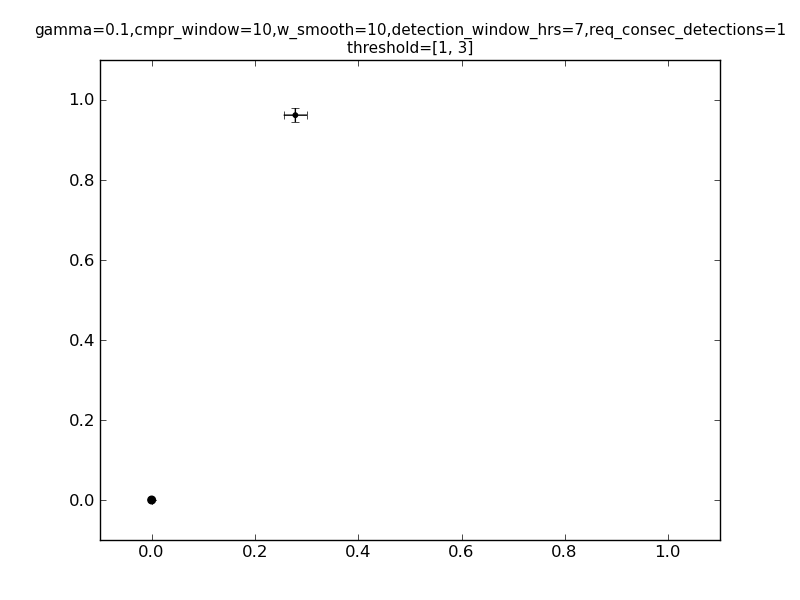 gamma=0.1,cmpr_window=10,w_smooth=10,detection_window_hrs=7,req_consec_detections=1
threshold=[1, 3]
1.0
0.8
0.6
0.4
0.2
0.0
0.0 0.2 0.4 0.6 0.8 1.0